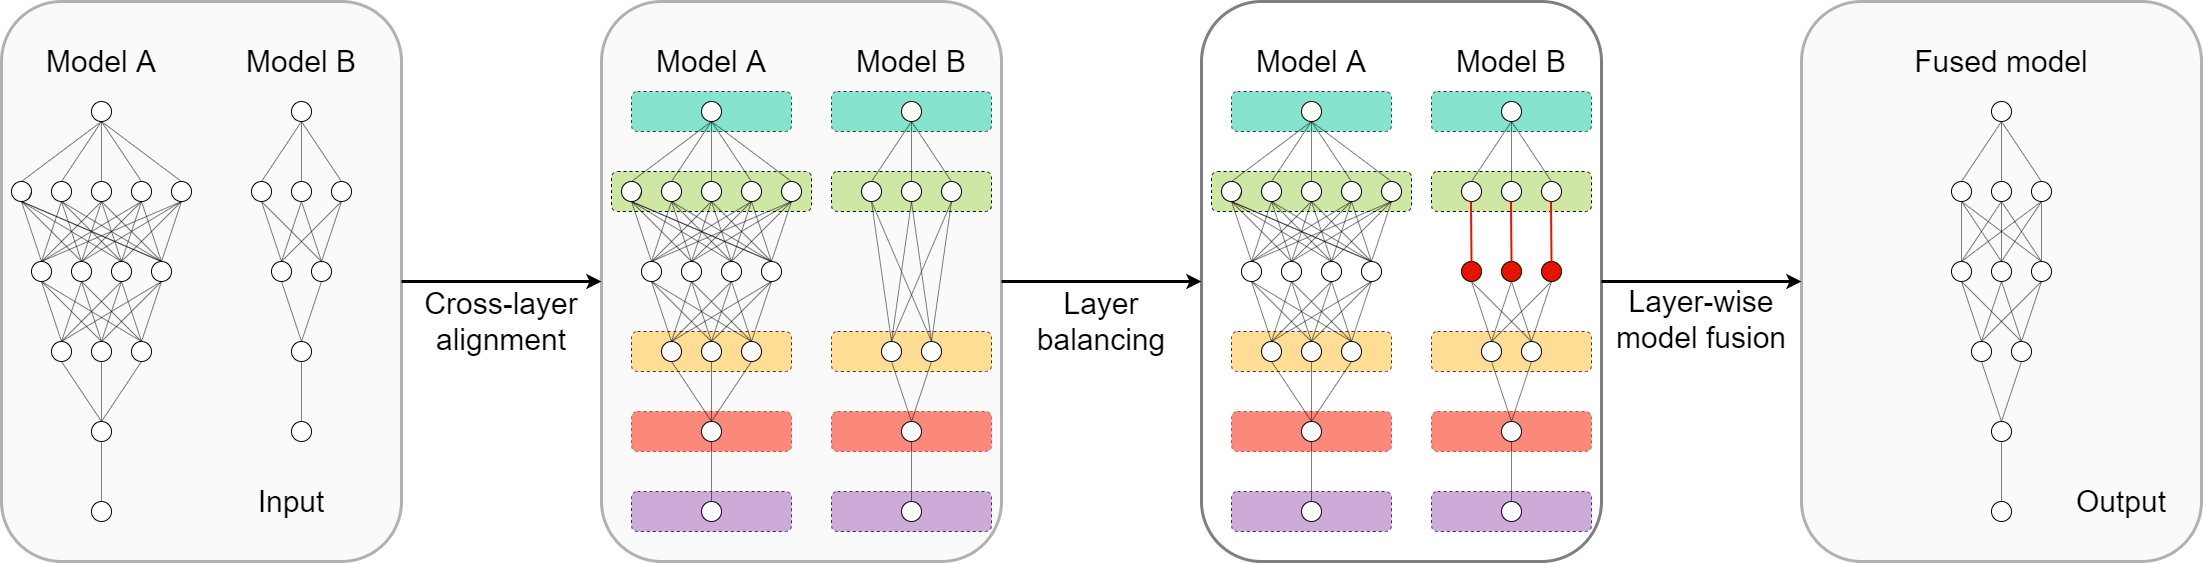 Model A
Model B
Input
Cross-layer
alignment
Model A
Model B
Layer
balancing
Model A
Model B
Layer-wise
model fusion
Fused model
Output